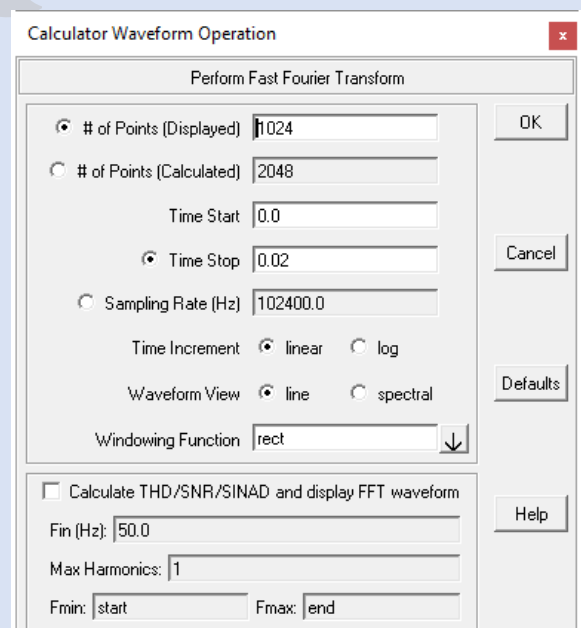 Calculator Waveform Operation x
Perform Fast Fourier Transform
# of Points (Displayed) 1024 OK
# of Points (Calculated) 2048
Time Start 0.0
Time Stop 0.02 Cancel
Sampling Rate (Hz) 102400.0
Time Increment linear log
Waveform View line spectral Defaults
Windowing Function rect
Calculate THD/SNR/SINAD and display FFT waveform
Fin (Hz): 50.0 Help
Max Harmonics: 1
Fmin: start Fmax: end